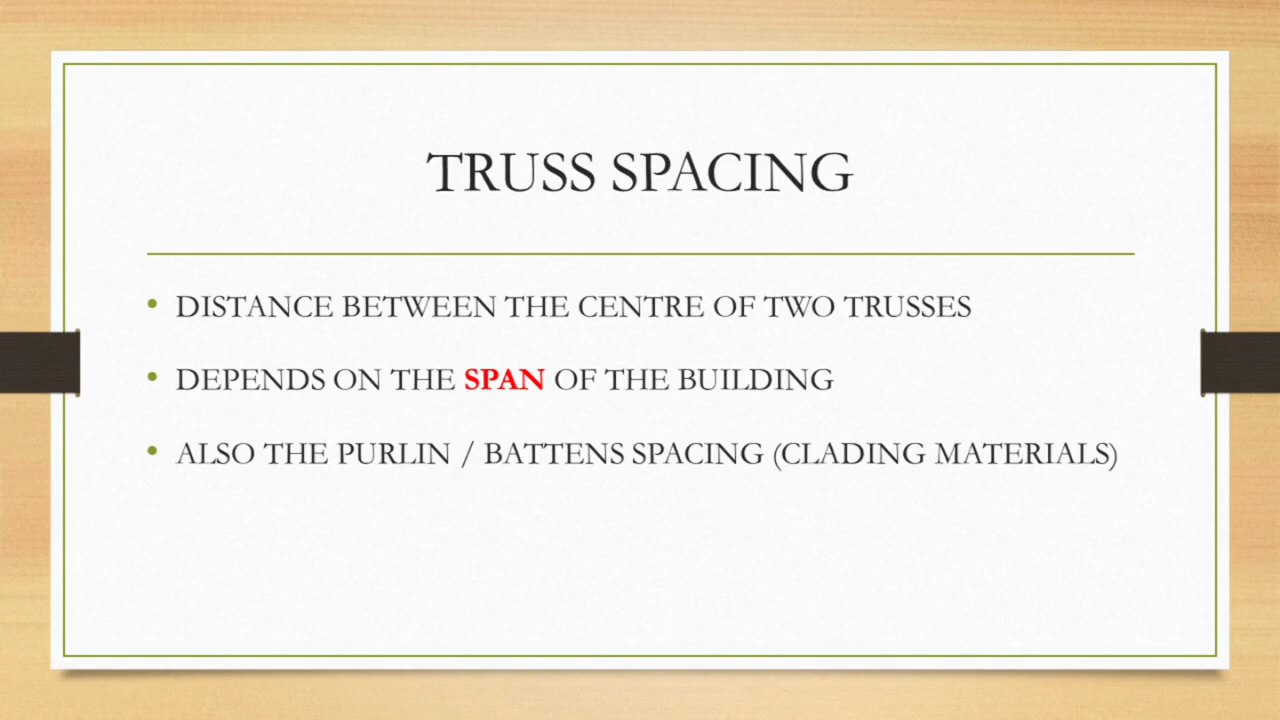 TRUSS SPACING
• DISTANCE BETWEEN THE CENTRE OF TWO TRUSSES
• DEPENDS ON THE SPAN OF THE BUILDING
• ALSO THE PURLIN / BATTENS SPACING (CLADING MATERIALS)